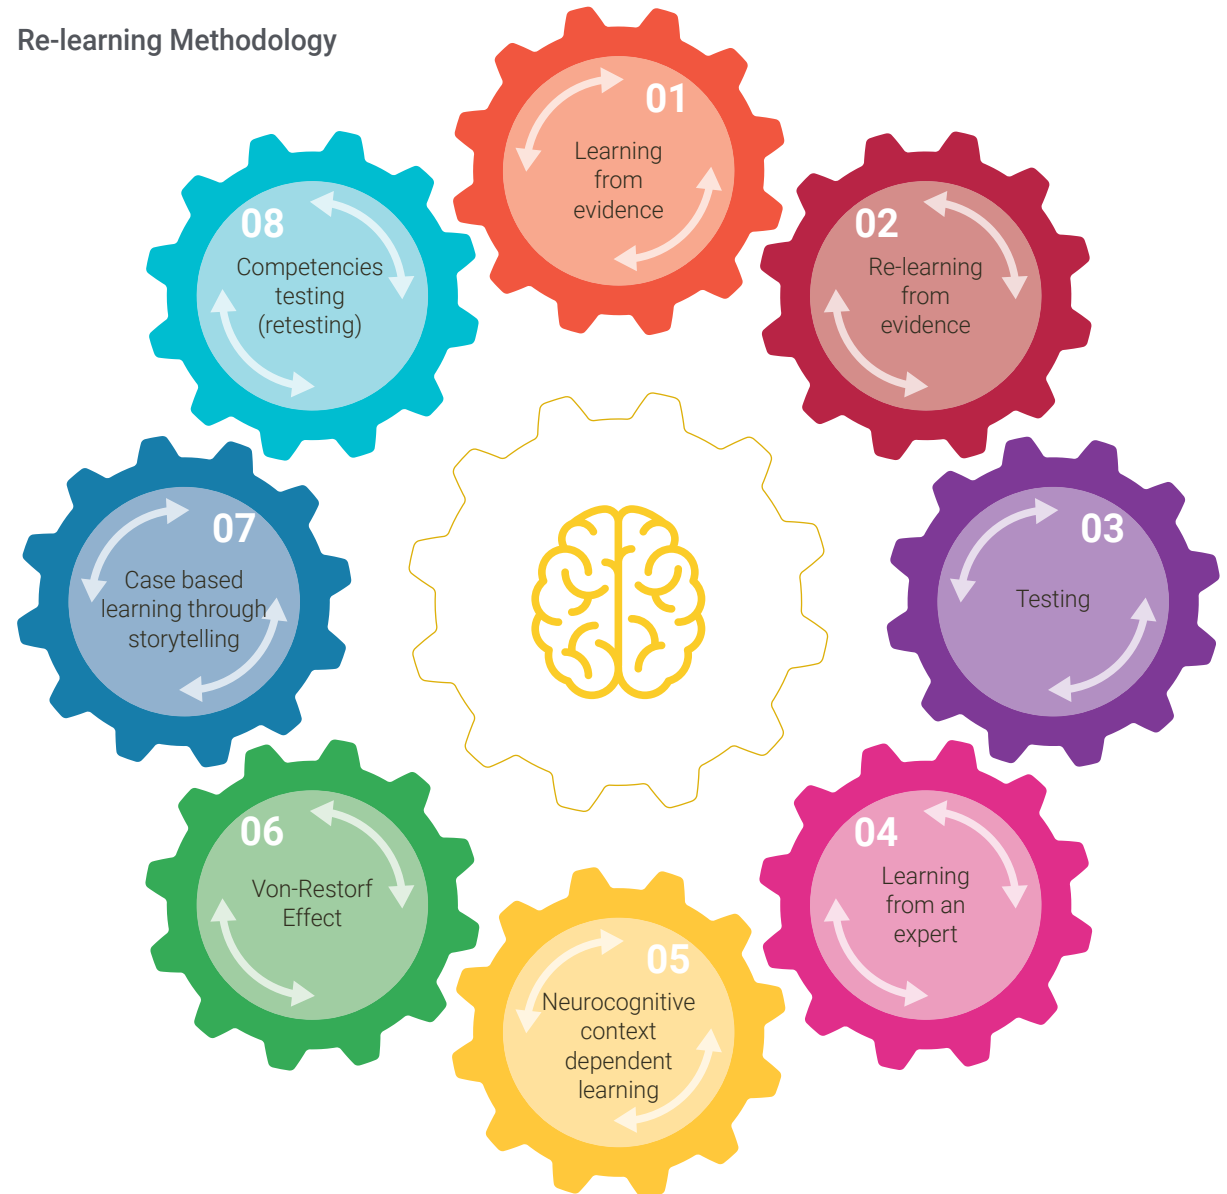 Re-learning Methodology
01
Learning
from
evidence
02
Re-learning
from
evidence
03
Testing
04
Learning
from an
expert
05
Neurocognitive
context
dependent
learning
06
Von-Restorf
Effect
07
Case based
learning through
storytelling
08
Competencies
testing
(retesting)